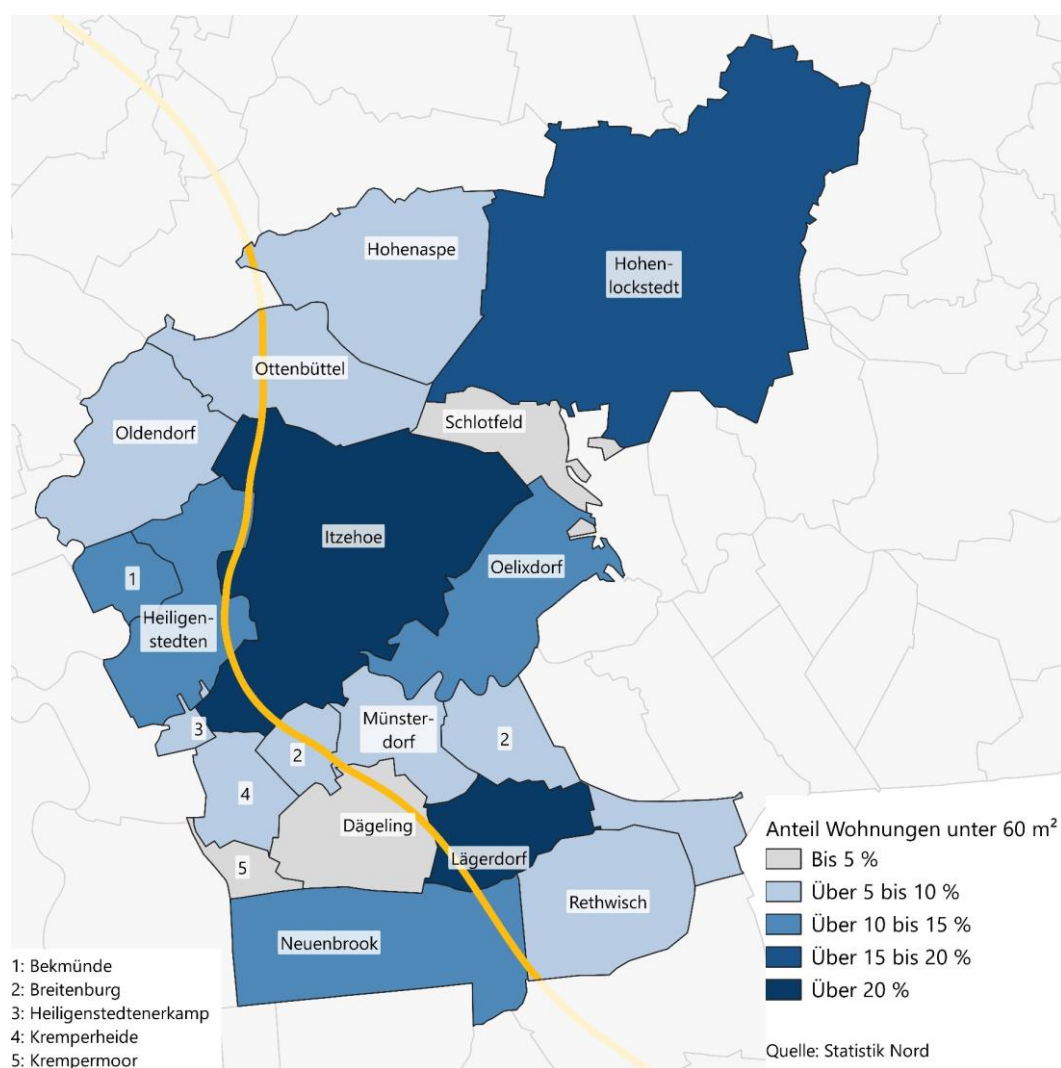 Hohenaspe
Hohen-
lockstedt
Ottenbüttel
Schlotfeld
Oldendorf
Itzehoe
Oelixdorf
1
Heiligen-
stedten
Münster-
dorf
3
2
2
4
Dägeling
Lägerdorf
5
Rethwisch
Neuenbrook
Anteil Wohnungen unter 60 m²
Bis 5 %
Über 5 bis 10 %
Über 10 bis 15 %
Über 15 bis 20 %
Über 20 %
Quelle: Statistik Nord
1: Bekmünde
2: Breitenburg
3: Heiligenstedtenerkamp
4: Kremperheide
5: Krempermoor